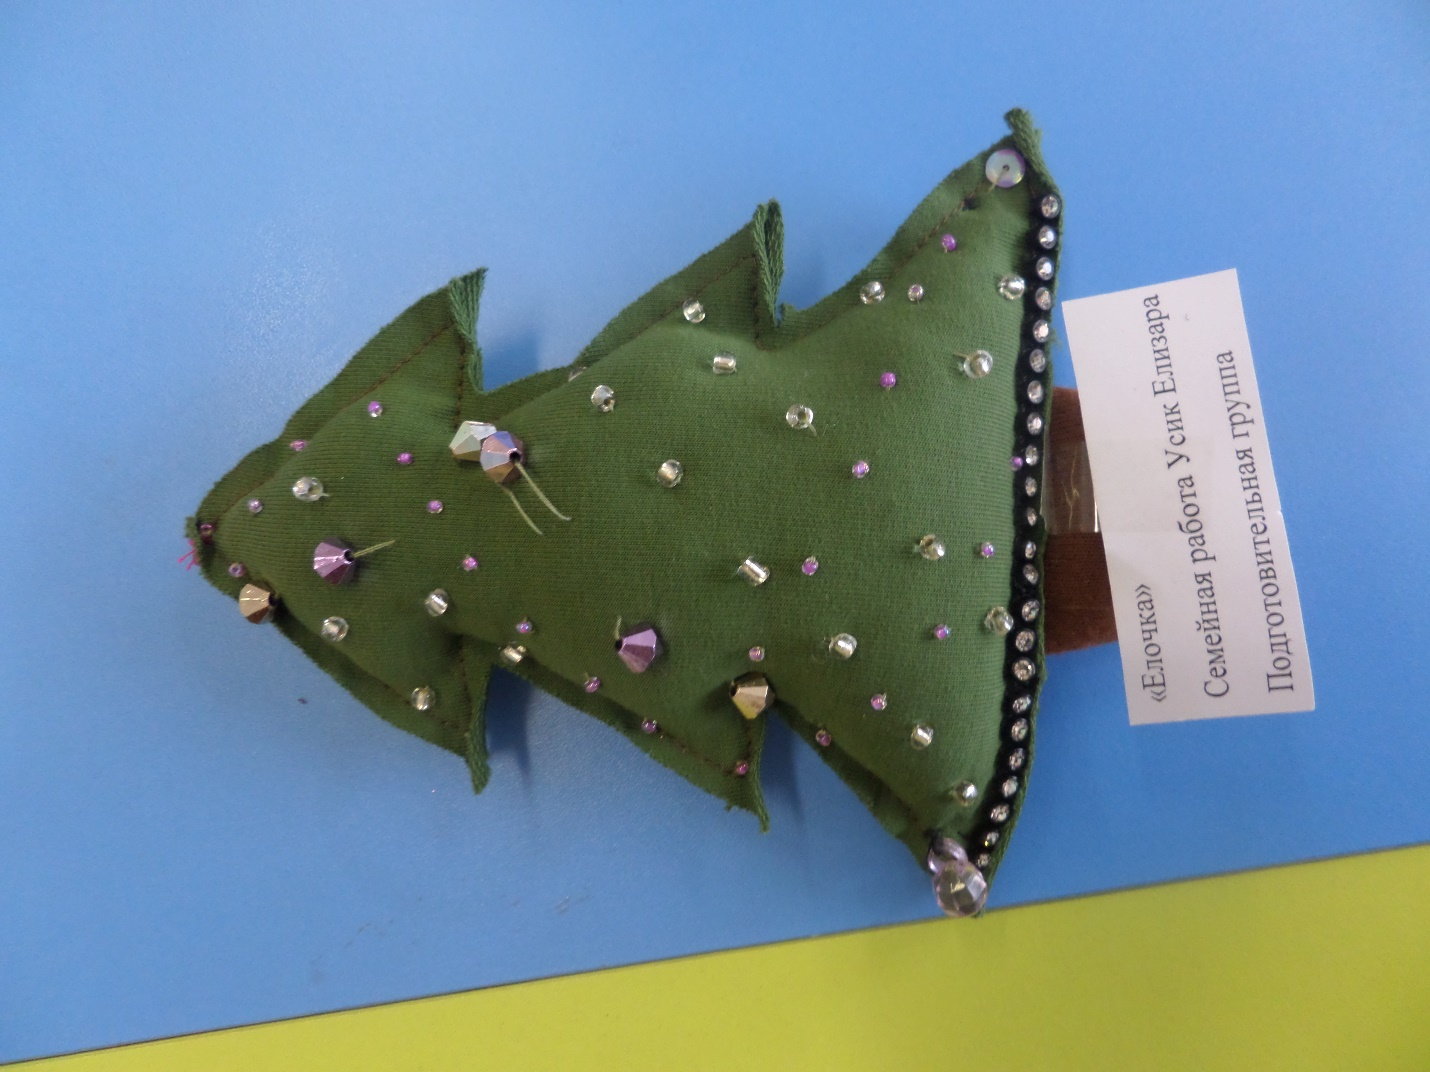 «Елочка»
Семейная работа Усик Елизара
Подготовительная группа